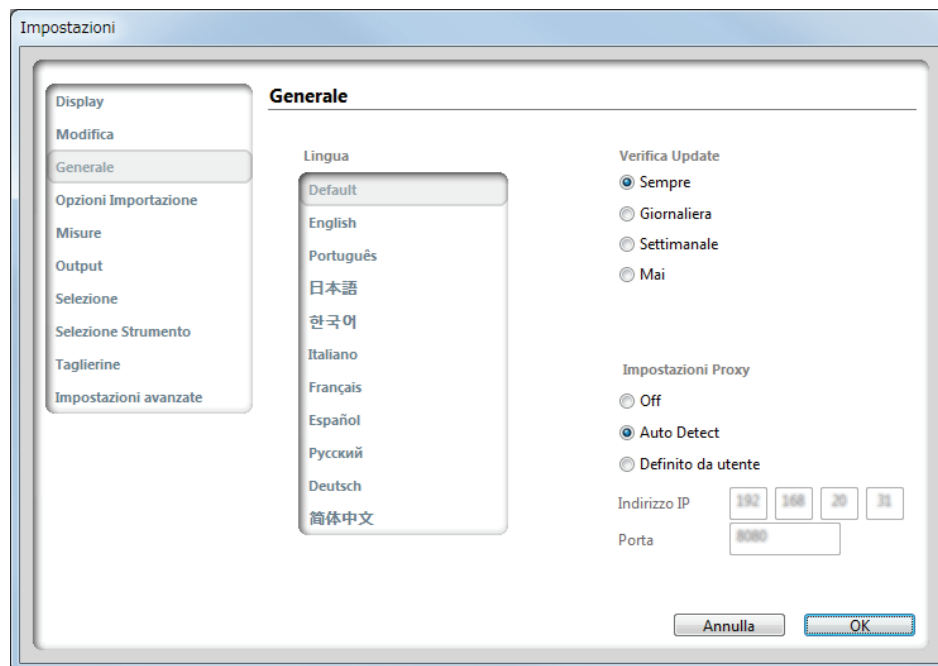 Impostazioni
Display
Modifica
Generale
Opzioni Importazione
Misure
Output
Selezione
Selezione Strumento
Taglierine
Impostazioni avanzate
Generale
Lingua
Default
English
Português
日本語
한국어
Italiano
Français
Español
Русский
Deutsch
简体中文
Verifica Update
Sempre
Giornaliera
Settimanale
Mai
Impostazioni Proxy
Off
Auto Detect
Definito da utente
Indirizzo IP 192 168 20 31
Porta 8080
Annulla OK